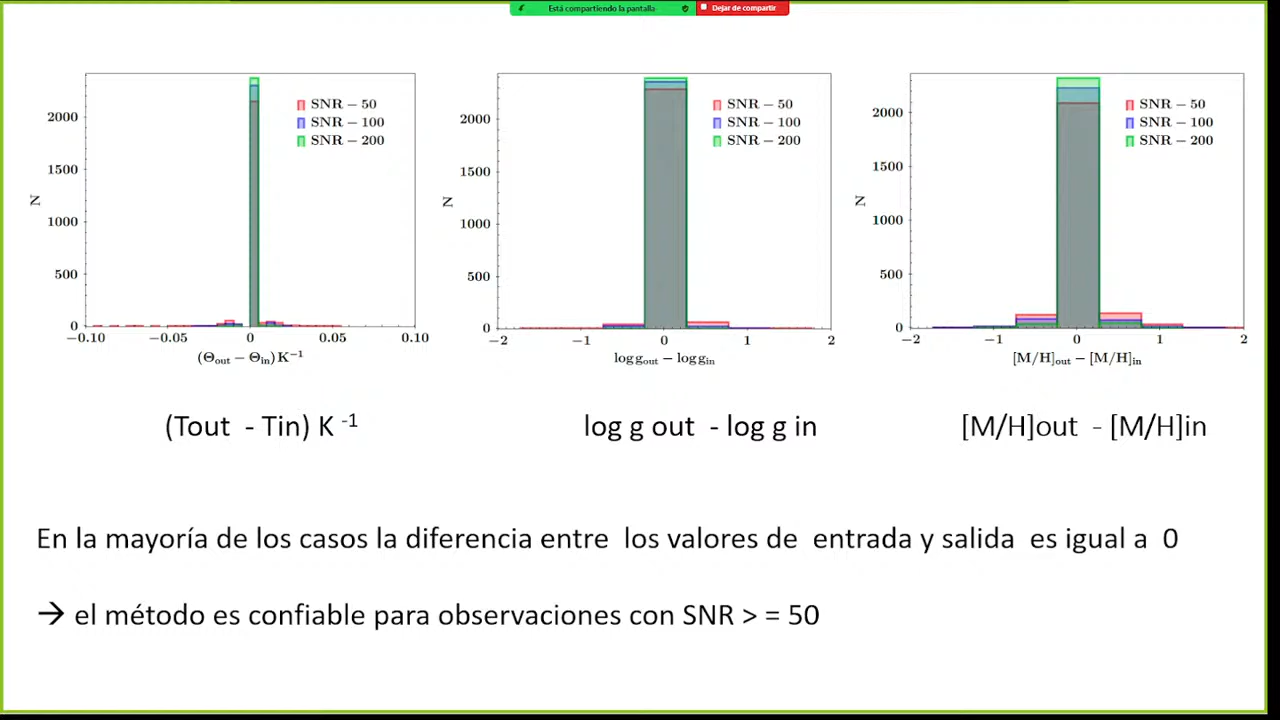 Está compartiendo la pantalla
Dejar de compartir
N
2000
1500
1000
500
0
−0.10
−0.05
0
0.05
0.10
(Θout − Θin) K−1
SNR − 50
SNR − 100
SNR − 200
N
2000
1500
1000
500
0
−2
−1
0
1
2
log gout − log gin
SNR − 50
SNR − 100
SNR − 200
N
2000
1500
1000
500
0
−2
−1
0
1
2
[M/H]out − [M/H]in
SNR − 50
SNR − 100
SNR − 200
(Tout - Tin) K -1
log g out - log g in
[M/H]out - [M/H]in
En la mayoría de los casos la diferencia entre los valores de entrada y salida es igual a 0
→ el método es confiable para observaciones con SNR > = 50